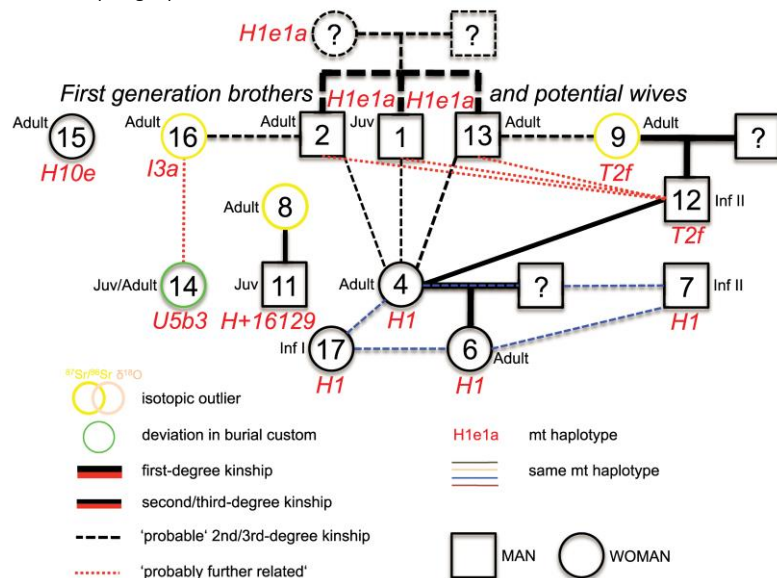 H1e1a ? ?
First generation brothers H1e1a H1e1a and potential wives
Adult 15 Adult 16 Adult 2 Juv 1 13 Adult 9 Adult ?
H10e I3a T2f
Adult 8 12 Inf II
T2f
Juv/Adult 14 Juv 11 Adult 4 ? 7 Inf II
U5b3 H+16129 H1 H1
Inf I 17 6 Adult
H1 H1
⁸⁷Sn/⁸⁶Sr δ¹⁸O
isotopic outlier
deviation in burial custom H1e1a mt haplotype
first-degree kinship same mt haplotype
second/third-degree kinship
'probable' 2nd/3rd-degree kinship MAN WOMAN
'probably further related'